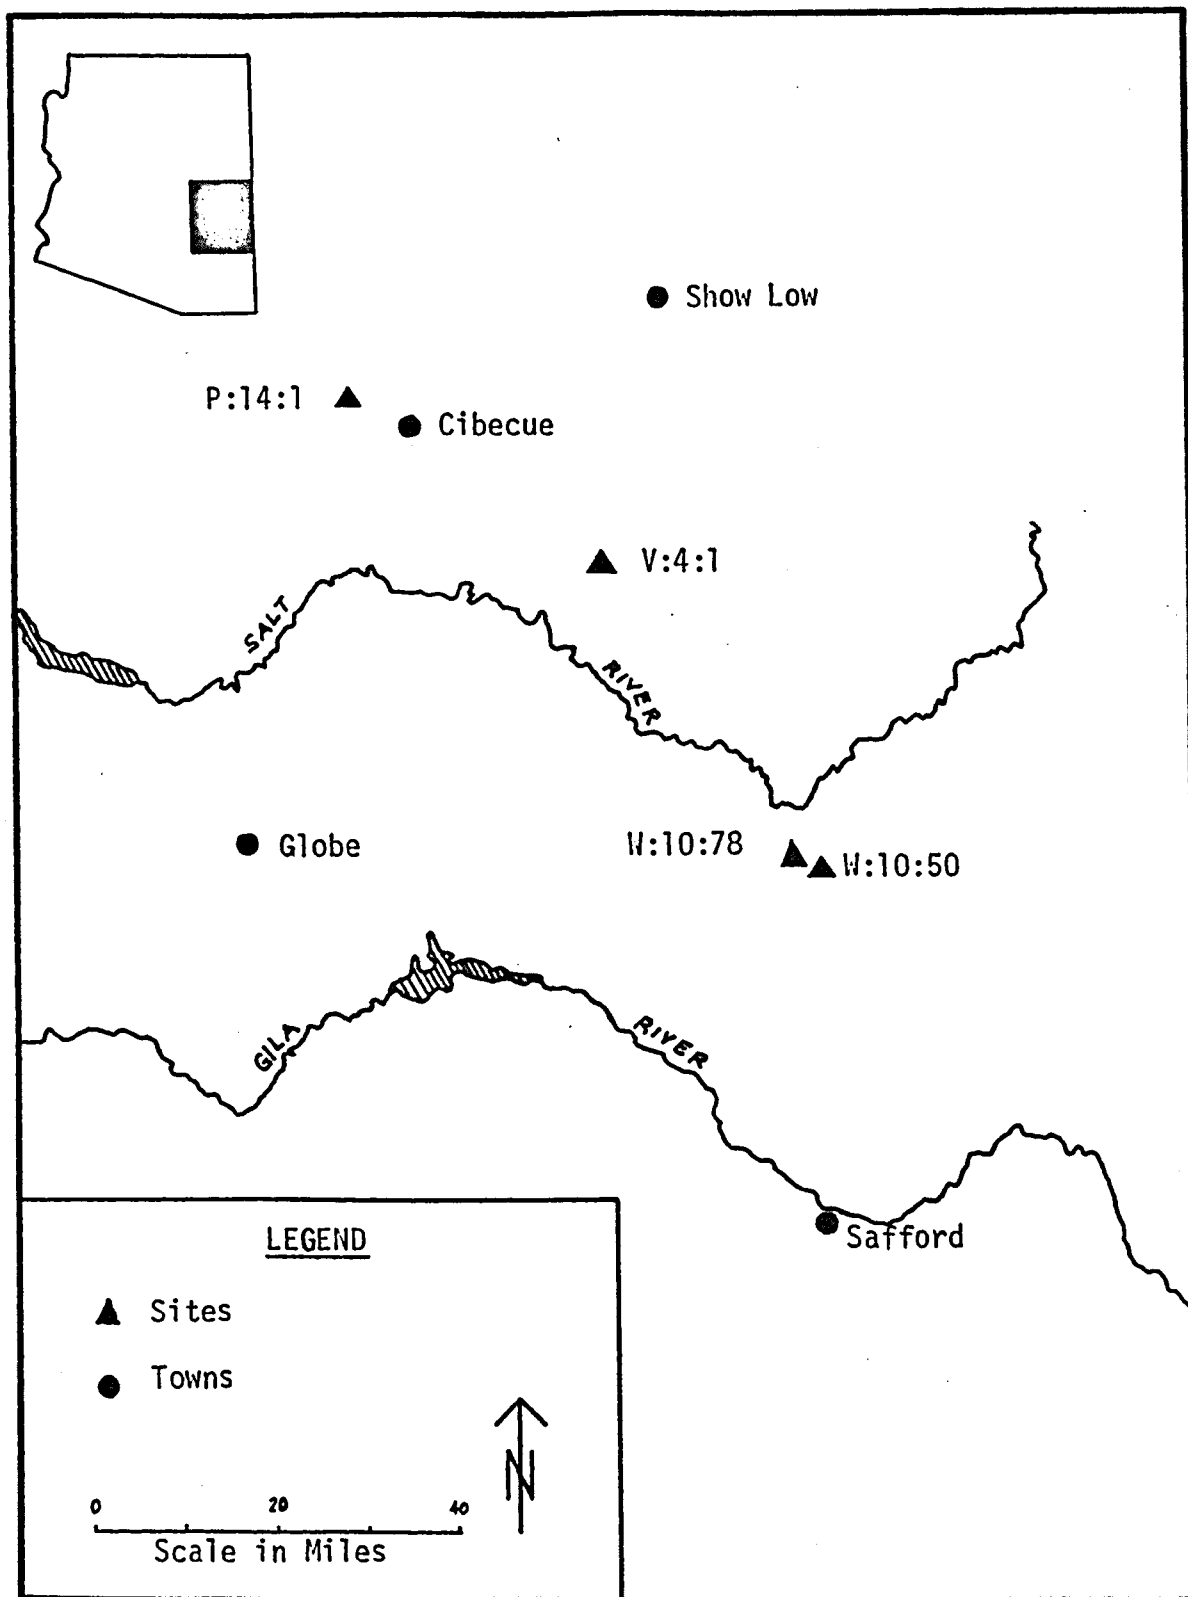 Show Low
P:14:1
Cibecue
V:4:1
SALT RIVER
Globe
W:10:78
W:10:50
GILA RIVER
Safford
LEGEND
Sites
Towns
N
0 20 40
Scale in Miles